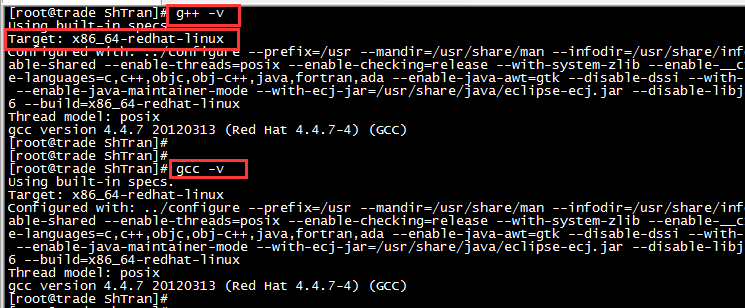 [root@trade ShTran]# g++ -v
Using built-in specs.
Target: x86_64-redhat-linux
Configured with: ../configure --prefix=/usr --mandir=/usr/share/man --infodir=/usr/share/inf
able-shared --enable-threads=posix --enable-checking=release --with-system-zlib --enable-__c
e-languages=c,c++,objc,obj-c++,java,fortran,ada --enable-java-awt=gtk --disable-dssi --with-
--enable-java-maintainer-mode --with-ecj-jar=/usr/share/java/eclipse-ecj.jar --disable-libj
6 --build=x86_64-redhat-linux
Thread model: posix
gcc version 4.4.7 20120313 (Red Hat 4.4.7-4) (GCC)
[root@trade ShTran]#
[root@trade ShTran]#
[root@trade ShTran]# gcc -v
Using built-in specs.
Target: x86_64-redhat-linux
Configured with: ../configure --prefix=/usr --mandir=/usr/share/man --infodir=/usr/share/inf
able-shared --enable-threads=posix --enable-checking=release --with-system-zlib --enable-__c
e-languages=c,c++,objc,obj-c++,java,fortran,ada --enable-java-awt=gtk --disable-dssi --with-
--enable-java-maintainer-mode --with-ecj-jar=/usr/share/java/eclipse-ecj.jar --disable-libj
6 --build=x86_64-redhat-linux
Thread model: posix
gcc version 4.4.7 20120313 (Red Hat 4.4.7-4) (GCC)
[root@trade ShTran]#